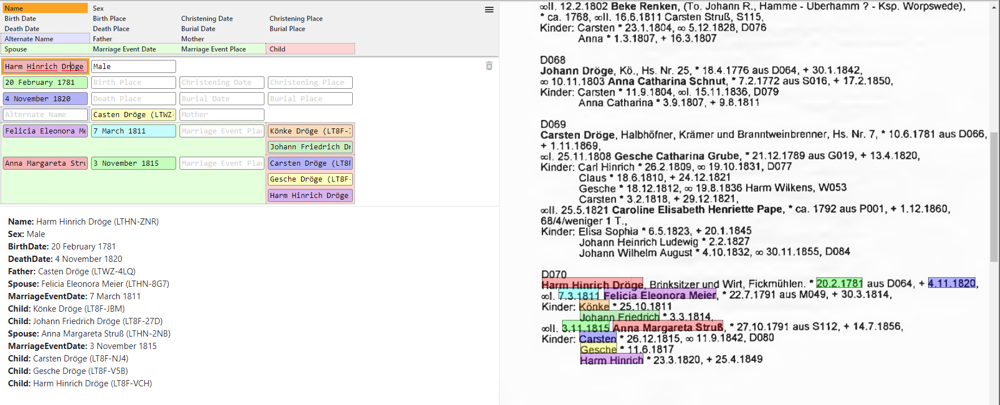 Name Sex
Birth Date Birth Place Christening Date Christening Place
Death Date Death Place Burial Date Burial Place
Alternate Name Father Mother
Spouse Marriage Event Date Marriage Event Place Child
Harm Hinrich Dröge Male
20 February 1781 Birth Place Christening Date Christening Place
4 November 1820 Death Place Burial Date Burial Place
Alternate Name Casten Dröge (LTWZ- Mother
Felicia Eleonora Me 7 March 1811 Marriage Event Plac Könke Dröge (LT8F-J
Johann Friedrich Dr
Anna Margareta Stru 3 November 1815 Marriage Event Plac Carsten Dröge (LT8F
Gesche Dröge (LT8F-
Harm Hinrich Dröge
Name: Harm Hinrich Dröge (LTHN-ZNR)
Sex: Male
BirthDate: 20 February 1781
DeathDate: 4 November 1820
Father: Casten Dröge (LTWZ-4LQ)
Spouse: Felicia Eleonora Meier (LTHN-8G7)
MarriageEventDate: 7 March 1811
Child: Könke Dröge (LT8F-JBM)
Child: Johann Friedrich Dröge (LT8F-27D)
Spouse: Anna Margareta Struß (LTHN-2NB)
MarriageEventDate: 3 November 1815
Child: Carsten Dröge (LT8F-NJ4)
Child: Gesche Dröge (LT8F-V5B)
Child: Harm Hinrich Dröge (LT8F-VCH)
∞II. 12.2.1802 Beke Renken, (To. Johann R., Hamme - Überhamm ? - Ksp. Worpswede),
* ca. 1768, ∞II. 16.6.1811 Carsten Struß, S115,
Kinder: Carsten * 23.1.1804, ∞ 5.12.1828, D076
Anna * 1.3.1807, + 16.3.1807
D068
Johann Dröge, Kö., Hs. Nr. 25, * 18.4.1776 aus D064, + 30.1.1842,
∞ 10.11.1803 Anna Catharina Schnut, * 7.2.1772 aus S016, + 17.2.1850,
Kinder: Carsten * 11.9.1804, ∞I. 15.11.1836, D079
Anna Catharina * 3.9.1807, + 9.8.1811
D069
Carsten Dröge, Halbhöfner, Krämer und Branntweinbrenner, Hs. Nr. 7, * 10.6.1781 aus D066,
+ 1.11.1869,
∞I. 25.11.1808 Gesche Catharina Grube, * 21.12.1789 aus G019, + 13.4.1820,
Kinder: Carl Hinrich * 26.2.1809, ∞ 19.10.1831, D077
Claus * 18.6.1810, + 24.12.1821
Gesche * 18.12.1812, ∞ 19.8.1836 Harm Wilkens, W053
Carsten * 3.2.1818, + 29.12.1821,
∞II. 25.5.1821 Caroline Elisabeth Henriette Pape, * ca. 1792 aus P001, + 1.12.1860,
68/4/weniger 1 T.,
Kinder: Elisa Sophia * 6.5.1823, + 20.1.1845
Johann Heinrich Ludewig * 2.2.1827
Johann Wilhelm August * 4.10.1832, ∞ 30.11.1855, D084
D070
Harm Hinrich Dröge, Brinksitzer und Wirt, Fickmühlen. * 20.2.1781 aus D064, + 4.11.1820,
∞I. 7.3.1811 Felicia Eleonora Meier, * 22.7.1791 aus M049, + 30.3.1814,
Kinder: Könke * 25.10.1811
Johann Friedrich * 3.3.1814,
∞II. 3.11.1815 Anna Margareta Struß, * 27.10.1791 aus S112, + 14.7.1856,
Kinder: Carsten * 26.12.1815, ∞ 11.9.1842, D080
Gesche * 11.6.1817
Harm Hinrich * 23.3.1820, + 25.4.1849